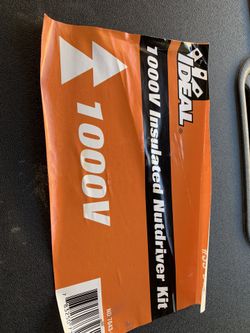 IDEAL®
1000V Insulated Nutdriver Kit
1000V